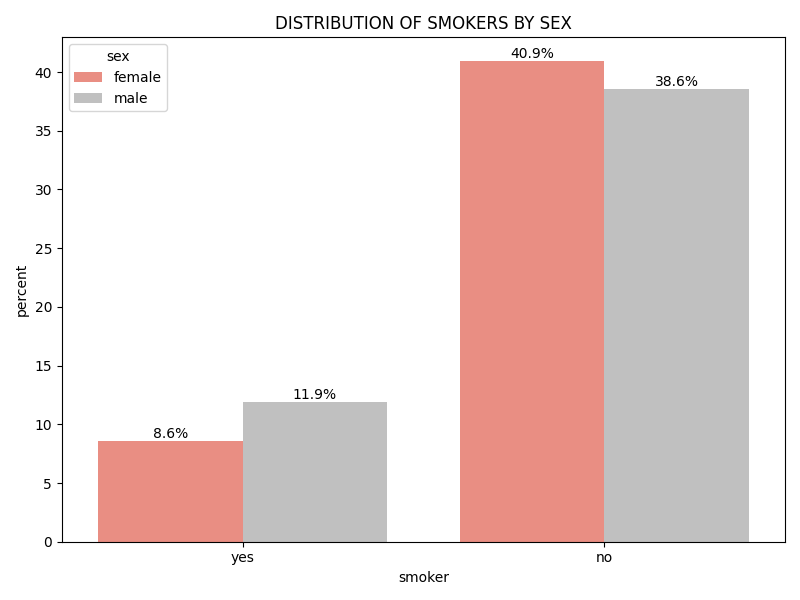 DISTRIBUTION OF SMOKERS BY SEX
sex
female
male
40.9%
38.6%
11.9%
8.6%
40
35
30
25
20
15
10
5
0
percent
yes
no
smoker